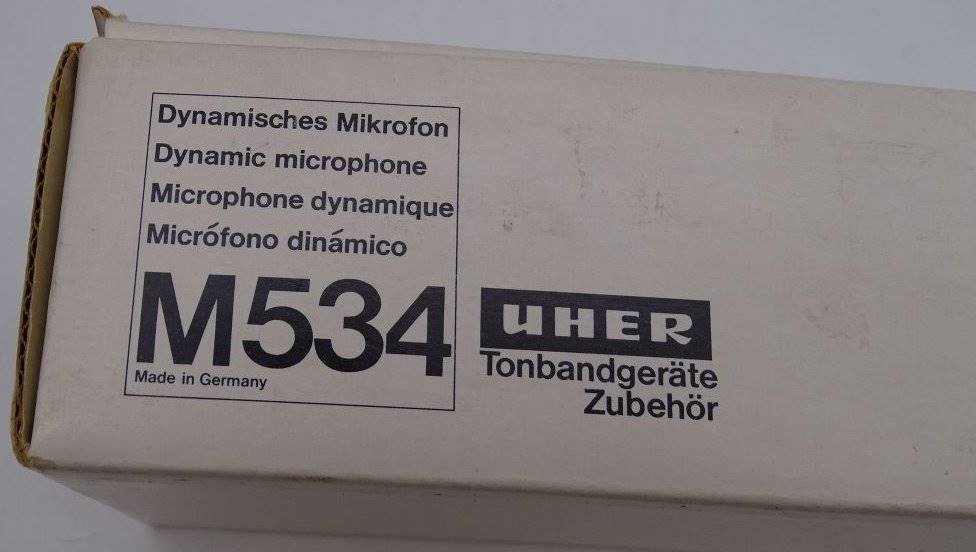 Dynamisches Mikrofon
Dynamic microphone
Microphone dynamique
Micrófono dinámico
M534
Made in Germany
UHER
Tonbandgeräte
Zubehör